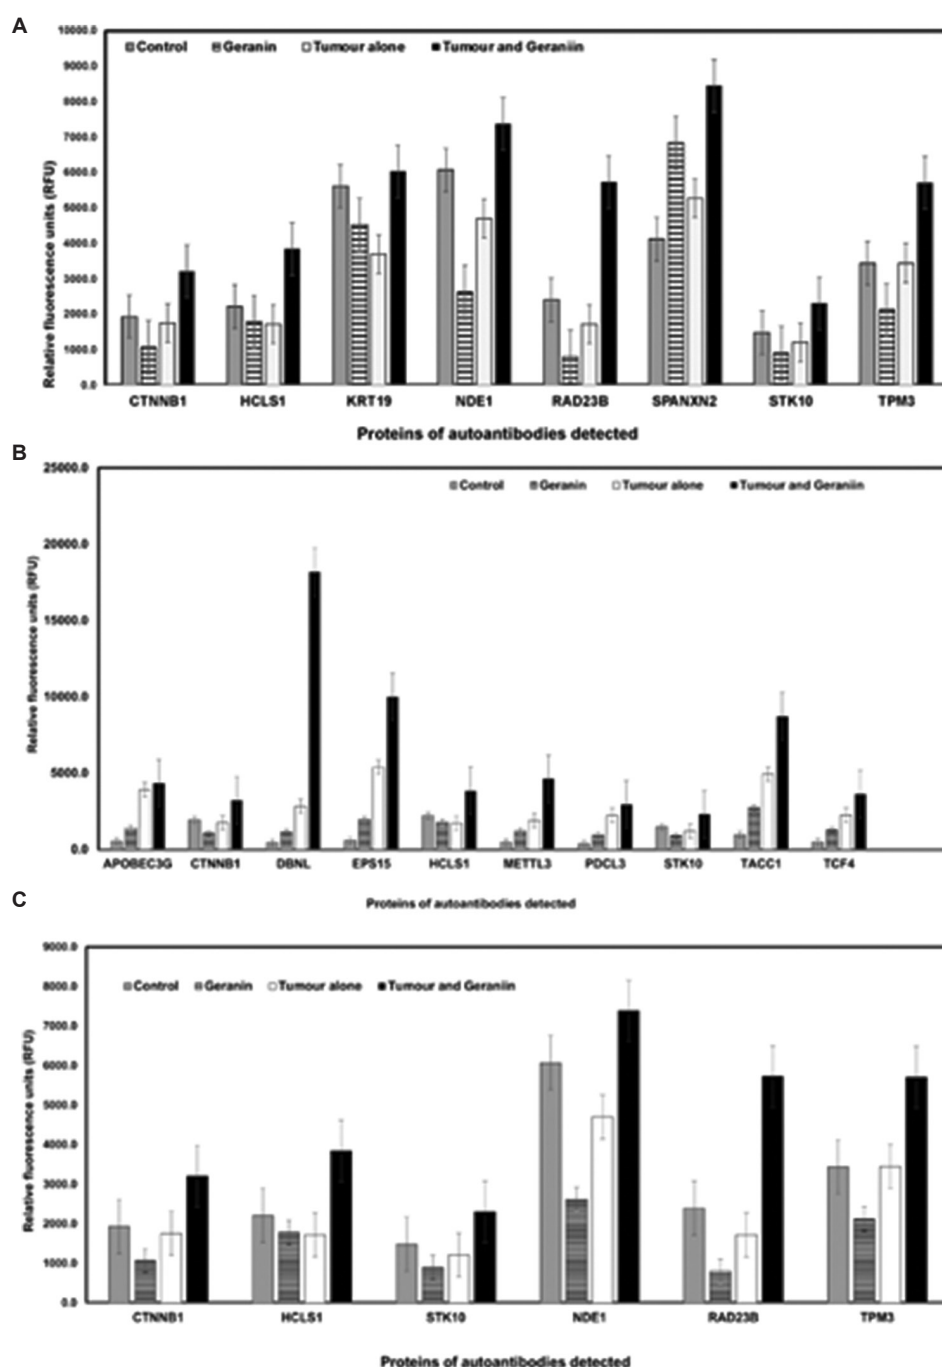 A
10000.0
Control Geranin Tumour alone Tumour and Geraniin
9000.0
8000.0
7000.0
6000.0
5000.0
4000.0
3000.0
2000.0
1000.0
0.0
Relative fluorescence units (RFU)
CTNNB1 HCLS1 KRT19 NDE1 RAD23B SPANXN2 STK10 TPM3
Proteins of autoantibodies detected
B
25000.0
Control Geranin Tumour alone Tumour and Geraniin
20000.0
15000.0
10000.0
5000.0
0.0
Relative fluorescence units (RFU)
APOBEC3G CTNNB1 DBNL EPS15 HCLS1 METTL3 PDCL3 STK10 TACC1 TCF4
Proteins of autoantibodies detected
C
9000.0
Control Geranin Tumour alone Tumour and Geraniin
8000.0
7000.0
6000.0
5000.0
4000.0
3000.0
2000.0
1000.0
0.0
Relative fluorescence units (RFU)
CTNNB1 HCLS1 STK10 NDE1 RAD23B TPM3
Proteins of autoantibodies detected